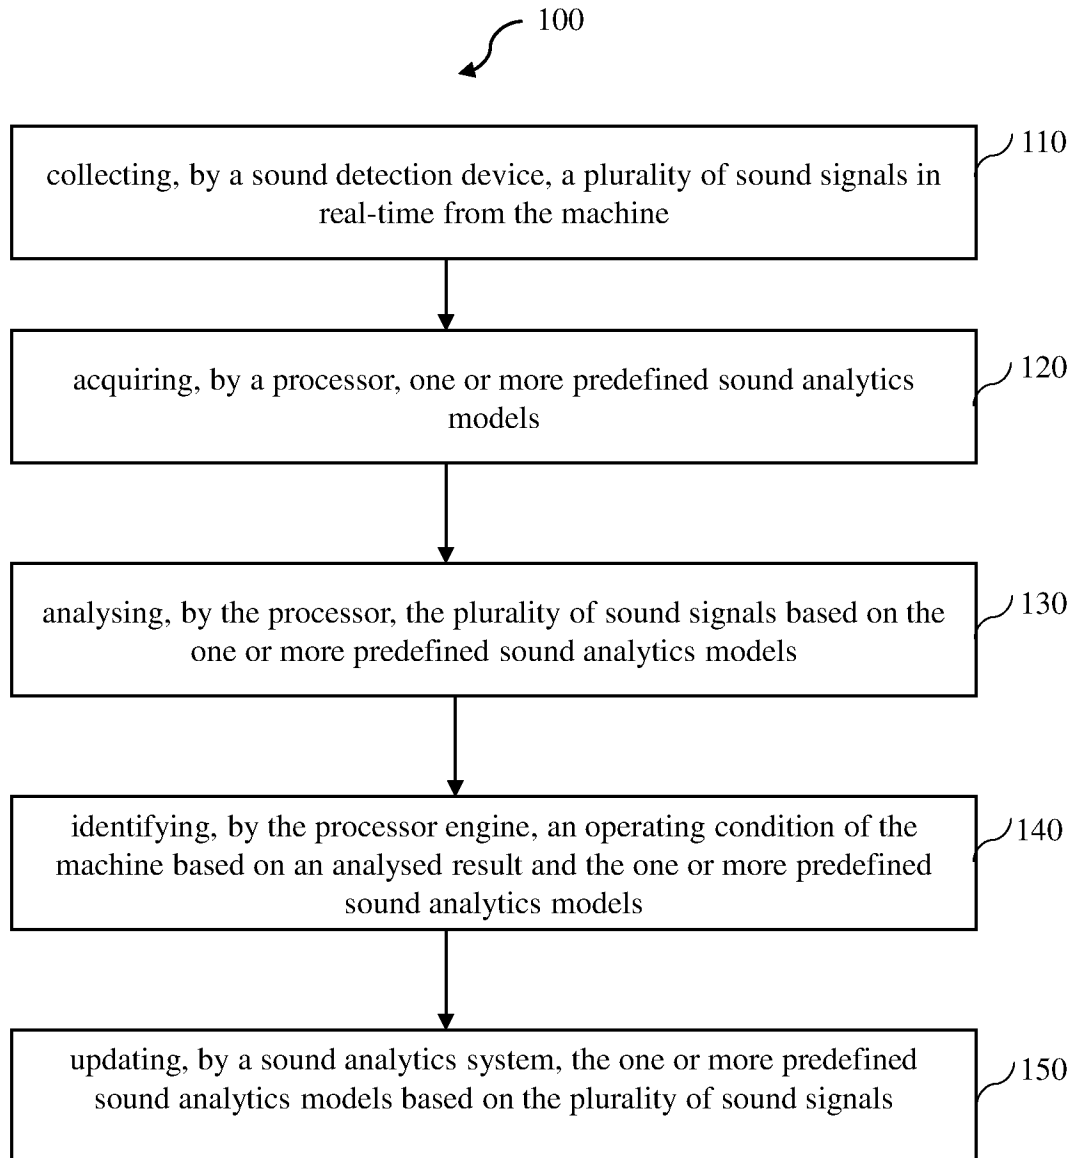 100
110
collecting, by a sound detection device, a plurality of sound signals in
real-time from the machine
120
acquiring, by a processor, one or more predefined sound analytics
models
130
analysing, by the processor, the plurality of sound signals based on the
one or more predefined sound analytics models
140
identifying, by the processor engine, an operating condition of the
machine based on an analysed result and the one or more predefined
sound analytics models
150
updating, by a sound analytics system, the one or more predefined
sound analytics models based on the plurality of sound signals